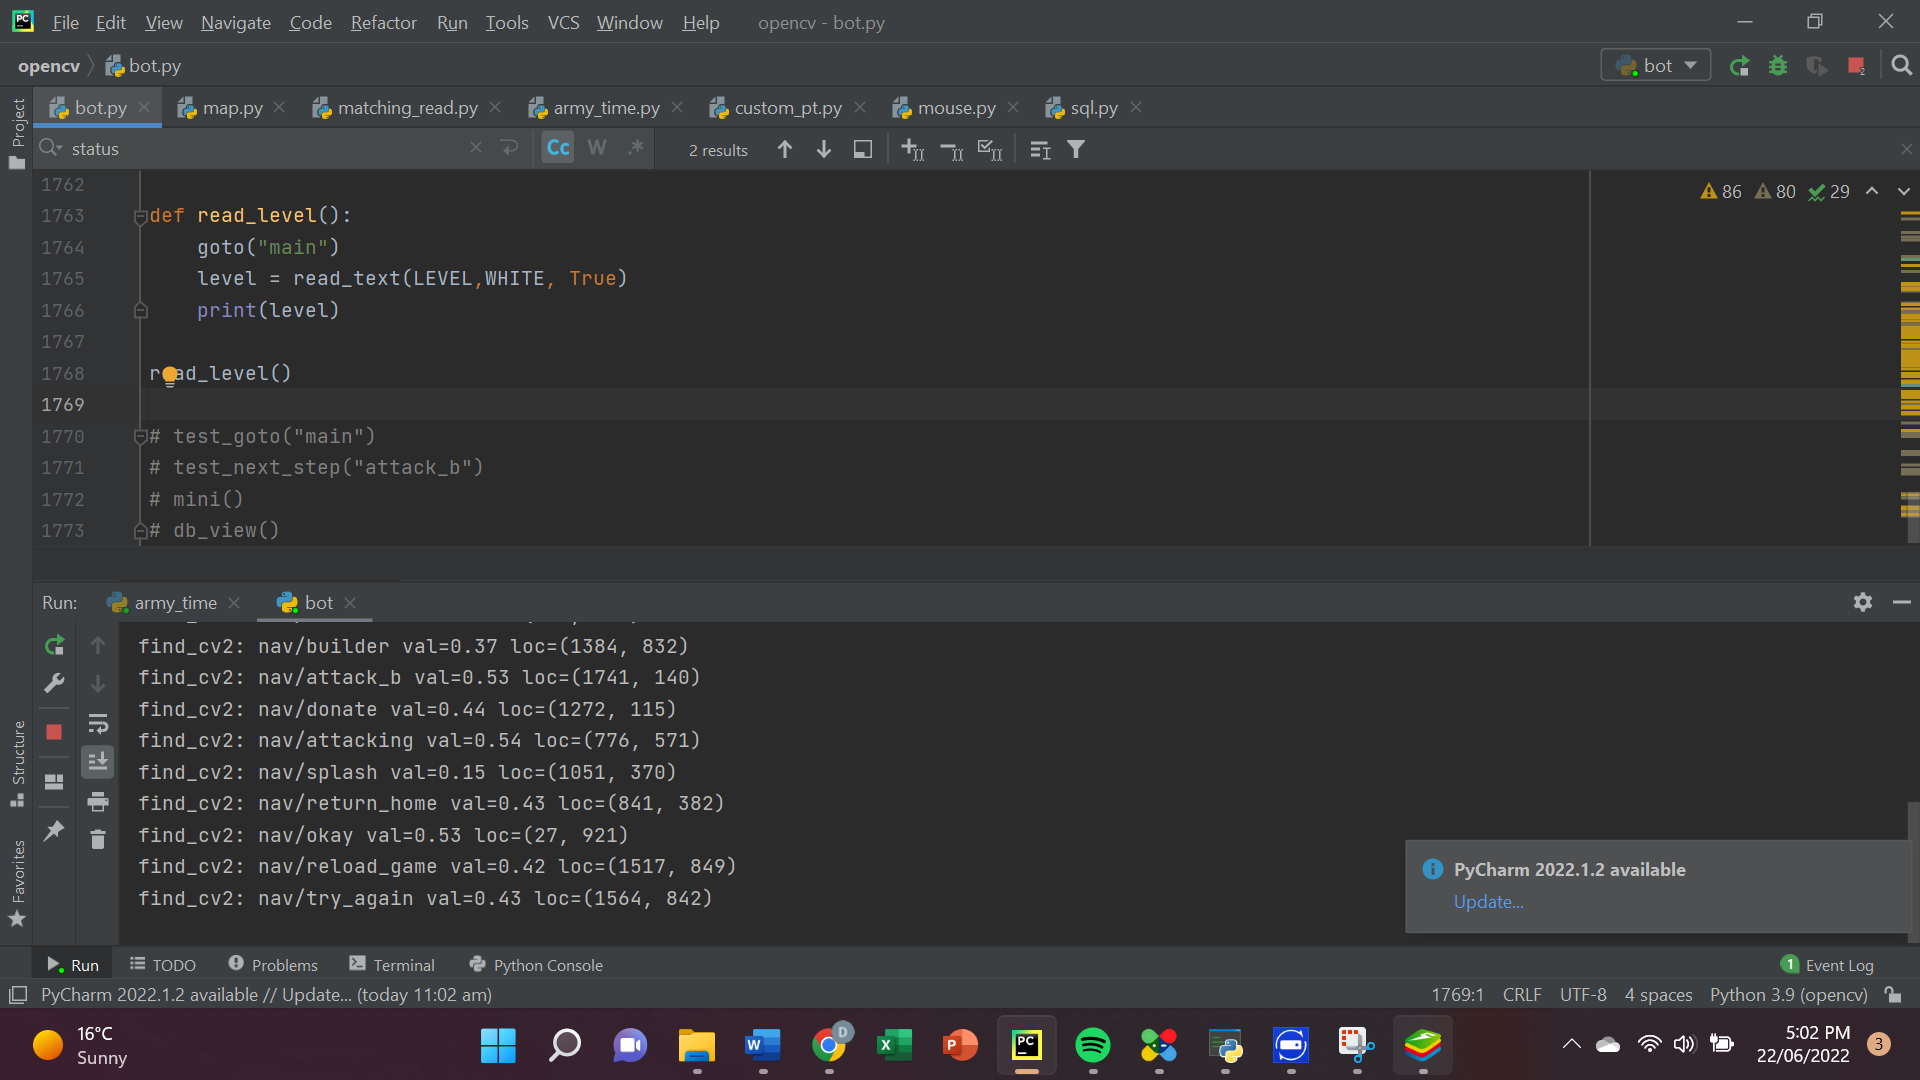 PC File Edit View Navigate Code Refactor Run Tools VCS Window Help opencv - bot.py
opencv bot.py bot
bot.py map.py matching_read.py army_time.py custom_pt.py mouse.py sql.py
Project
status Cc W .* 2 results
86 80 29
1762
1763 def read_level():
1764 goto("main")
1765 level = read_text(LEVEL,WHITE, True)
1766 print(level)
1767
1768 read_level()
1769
1770 # test_goto("main")
1771 # test_next_step("attack_b")
1772 # mini()
1773 # db_view()
Run: army_time bot
find_cv2: nav/builder val=0.37 loc=(1384, 832)
find_cv2: nav/attack_b val=0.53 loc=(1741, 140)
find_cv2: nav/donate val=0.44 loc=(1272, 115)
find_cv2: nav/attacking val=0.54 loc=(776, 571)
find_cv2: nav/splash val=0.15 loc=(1051, 370)
find_cv2: nav/return_home val=0.43 loc=(841, 382)
find_cv2: nav/okay val=0.53 loc=(27, 921)
find_cv2: nav/reload_game val=0.42 loc=(1517, 849)
find_cv2: nav/try_again val=0.43 loc=(1564, 842)
Structure
Favorites
PyCharm 2022.1.2 available
Update...
Run TODO Problems Terminal Python Console 1 Event Log
PyCharm 2022.1.2 available // Update... (today 11:02 am) 1769:1 CRLF UTF-8 4 spaces Python 3.9 (opencv)
16°C
Sunny
W D X P PC
5:02 PM
22/06/2022
3